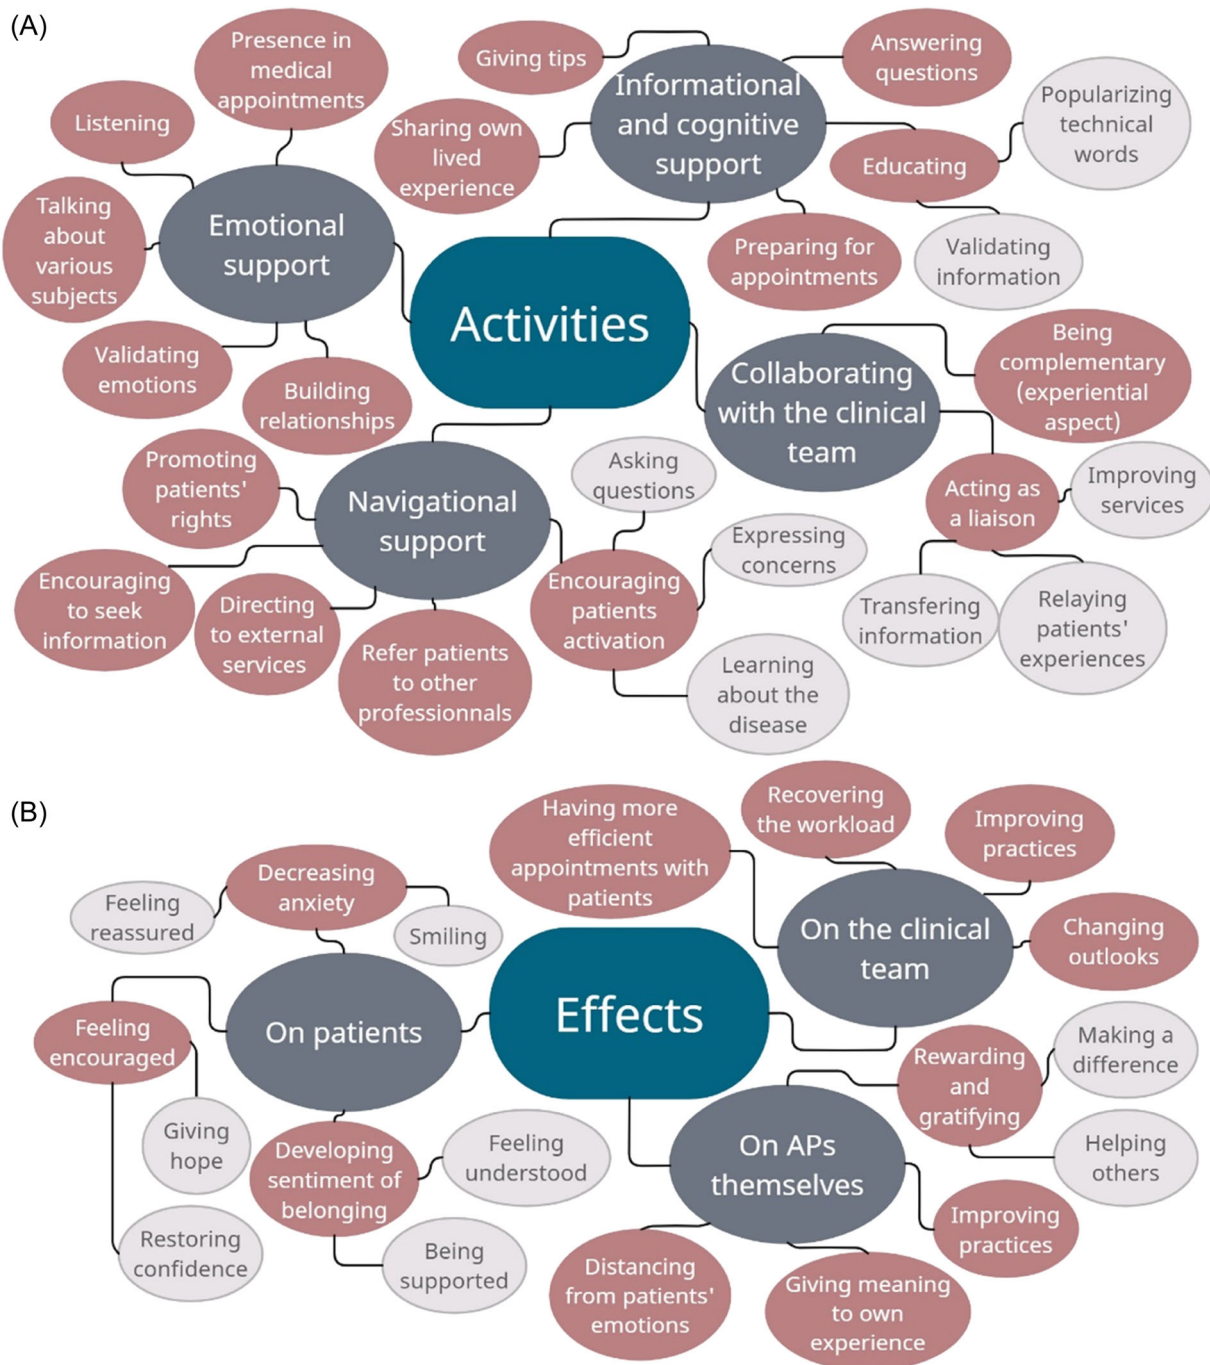 (A)
Presence in
medical
appointments
Listening
Talking
about
various
subjects
Emotional
support
Validating
emotions
Building
relationships
Giving tips
Informational
and cognitive
support
Answering
questions
Sharing own
lived
experience
Educating
Popularizing
technical
words
Preparing for
appointments
Validating
information
Activities
Collaborating
with the clinical
team
Being
complementary
(experiential
aspect)
Acting as
a liaison
Improving
services
Transfering
information
Relaying
patients'
experiences
Promoting
patients'
rights
Navigational
support
Encouraging
to seek
information
Directing
to external
services
Refer patients
to other
professionnals
Encouraging
patients
activation
Asking
questions
Expressing
concerns
Learning
about the
disease
(B)
Having more
efficient
appointments with
patients
Recovering
the workload
Improving
practices
On the clinical
team
Changing
outlooks
Decreasing
anxiety
Feeling
reassured
Smiling
On patients
Feeling
encouraged
Giving
hope
Restoring
confidence
Developing
sentiment of
belonging
Feeling
understood
Being
supported
Effects
On APs
themselves
Rewarding
and
gratifying
Making a
difference
Helping
others
Improving
practices
Distancing
from patients'
emotions
Giving meaning
to own
experience